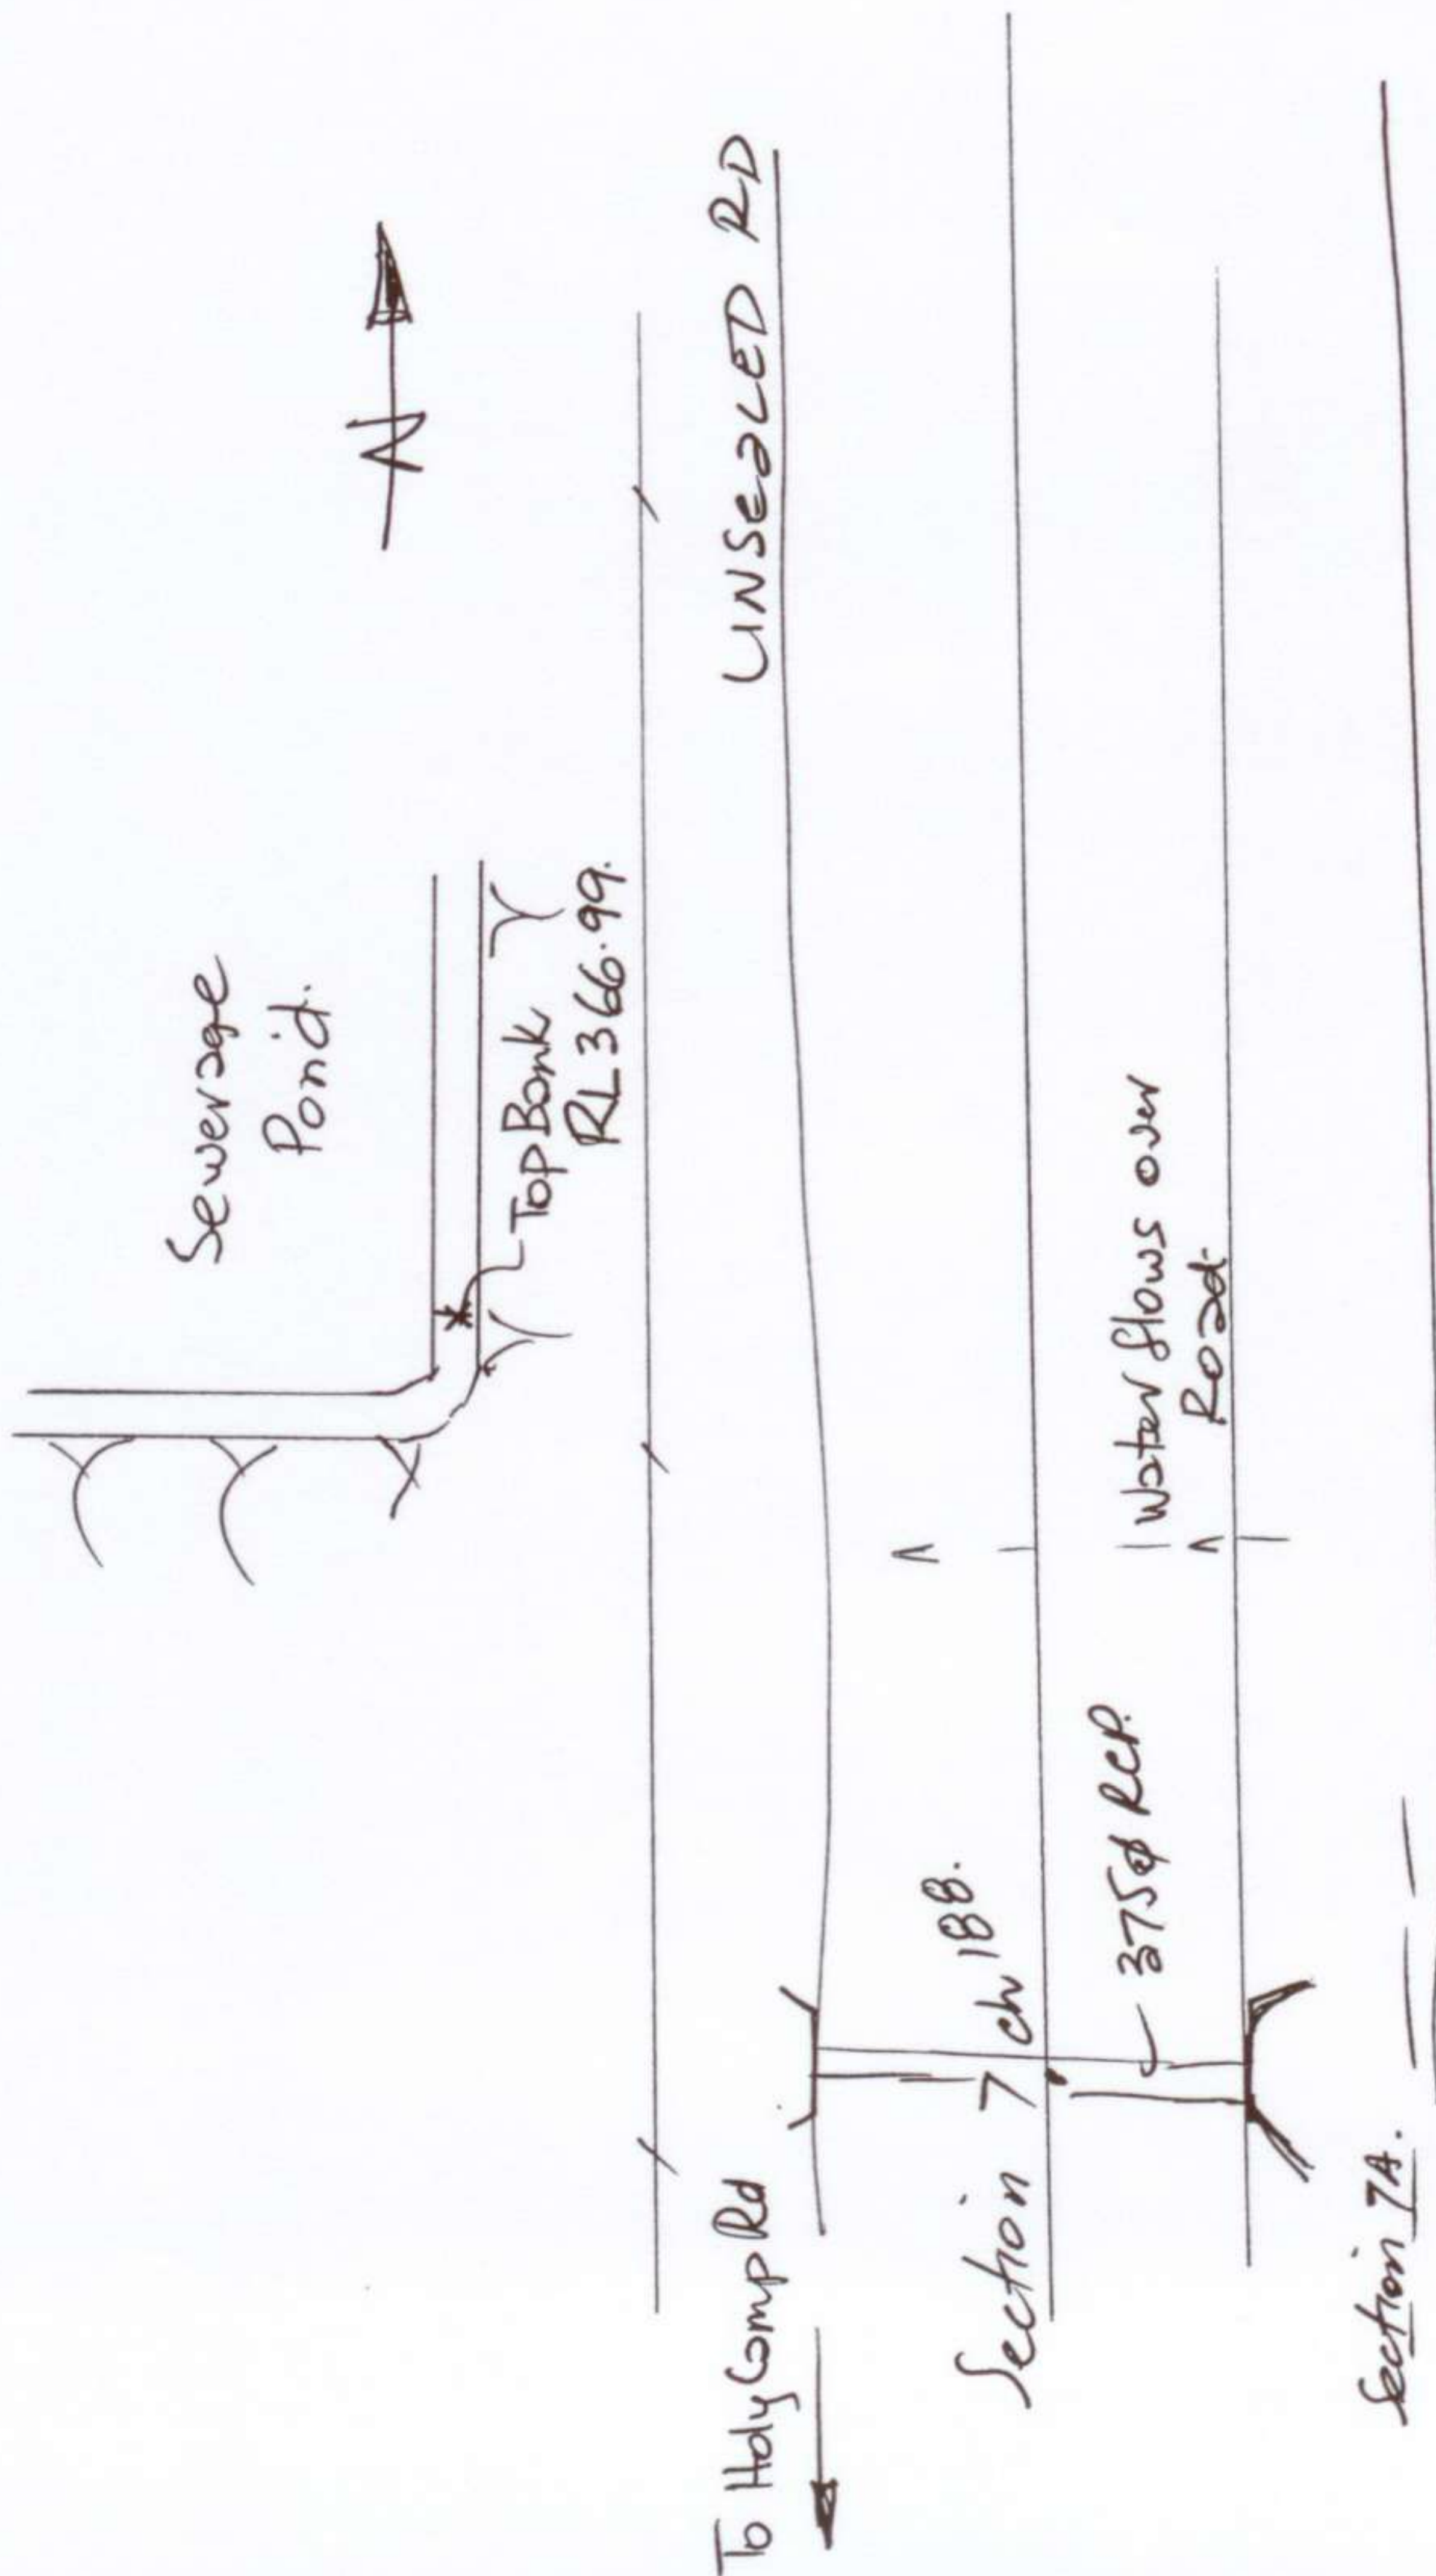 Sewerage
Pond.
N
Top Bank
RL 366.99.
UNSEALED RD
To Holy Camp Rd
Section 7 ch 188.
375ϕ RCP.
Water flows over
Road.
Section 7A.